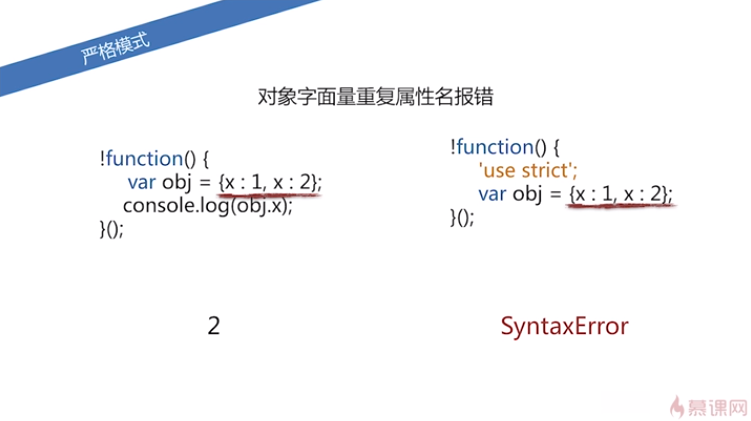 严格模式
对象字面量重复属性名报错
!function() {
var obj = {x : 1, x : 2};
console.log(obj.x);
}();
2
!function() {
'use strict';
var obj = {x : 1, x : 2};
}();
SyntaxError
慕课网